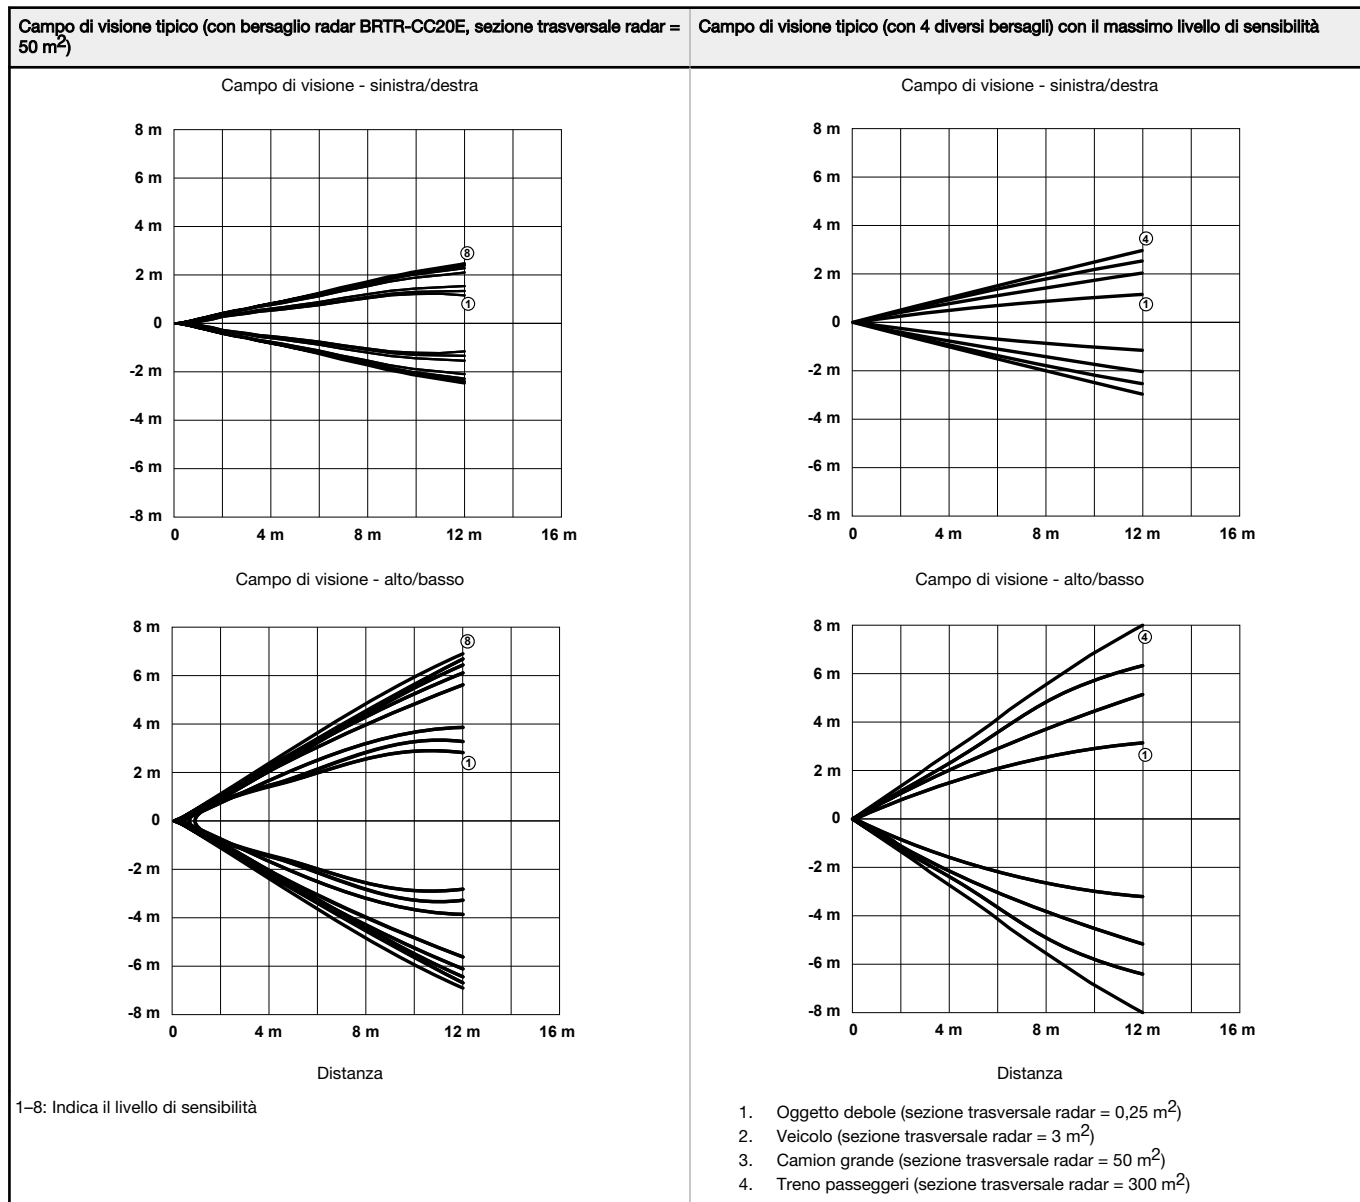 Campo di visione tipico (con bersaglio radar BRTR-CC20E, sezione trasversale radar =
50 m²)
Campo di visione tipico (con 4 diversi bersagli) con il massimo livello di sensibilità
Campo di visione - sinistra/destra
8 m
6 m
4 m
2 m
0
-2 m
-4 m
-6 m
-8 m
8
1
0 4 m 8 m 12 m 16 m
Campo di visione - alto/basso
8 m
6 m
4 m
2 m
0
-2 m
-4 m
-6 m
-8 m
8
1
0 4 m 8 m 12 m 16 m
Distanza
1–8: Indica il livello di sensibilità
Campo di visione - sinistra/destra
8 m
6 m
4 m
2 m
0
-2 m
-4 m
-6 m
-8 m
4
1
0 4 m 8 m 12 m 16 m
Campo di visione - alto/basso
8 m
6 m
4 m
2 m
0
-2 m
-4 m
-6 m
-8 m
4
1
0 4 m 8 m 12 m 16 m
Distanza
1. Oggetto debole (sezione trasversale radar = 0,25 m²)
2. Veicolo (sezione trasversale radar = 3 m²)
3. Camion grande (sezione trasversale radar = 50 m²)
4. Treno passeggeri (sezione trasversale radar = 300 m²)